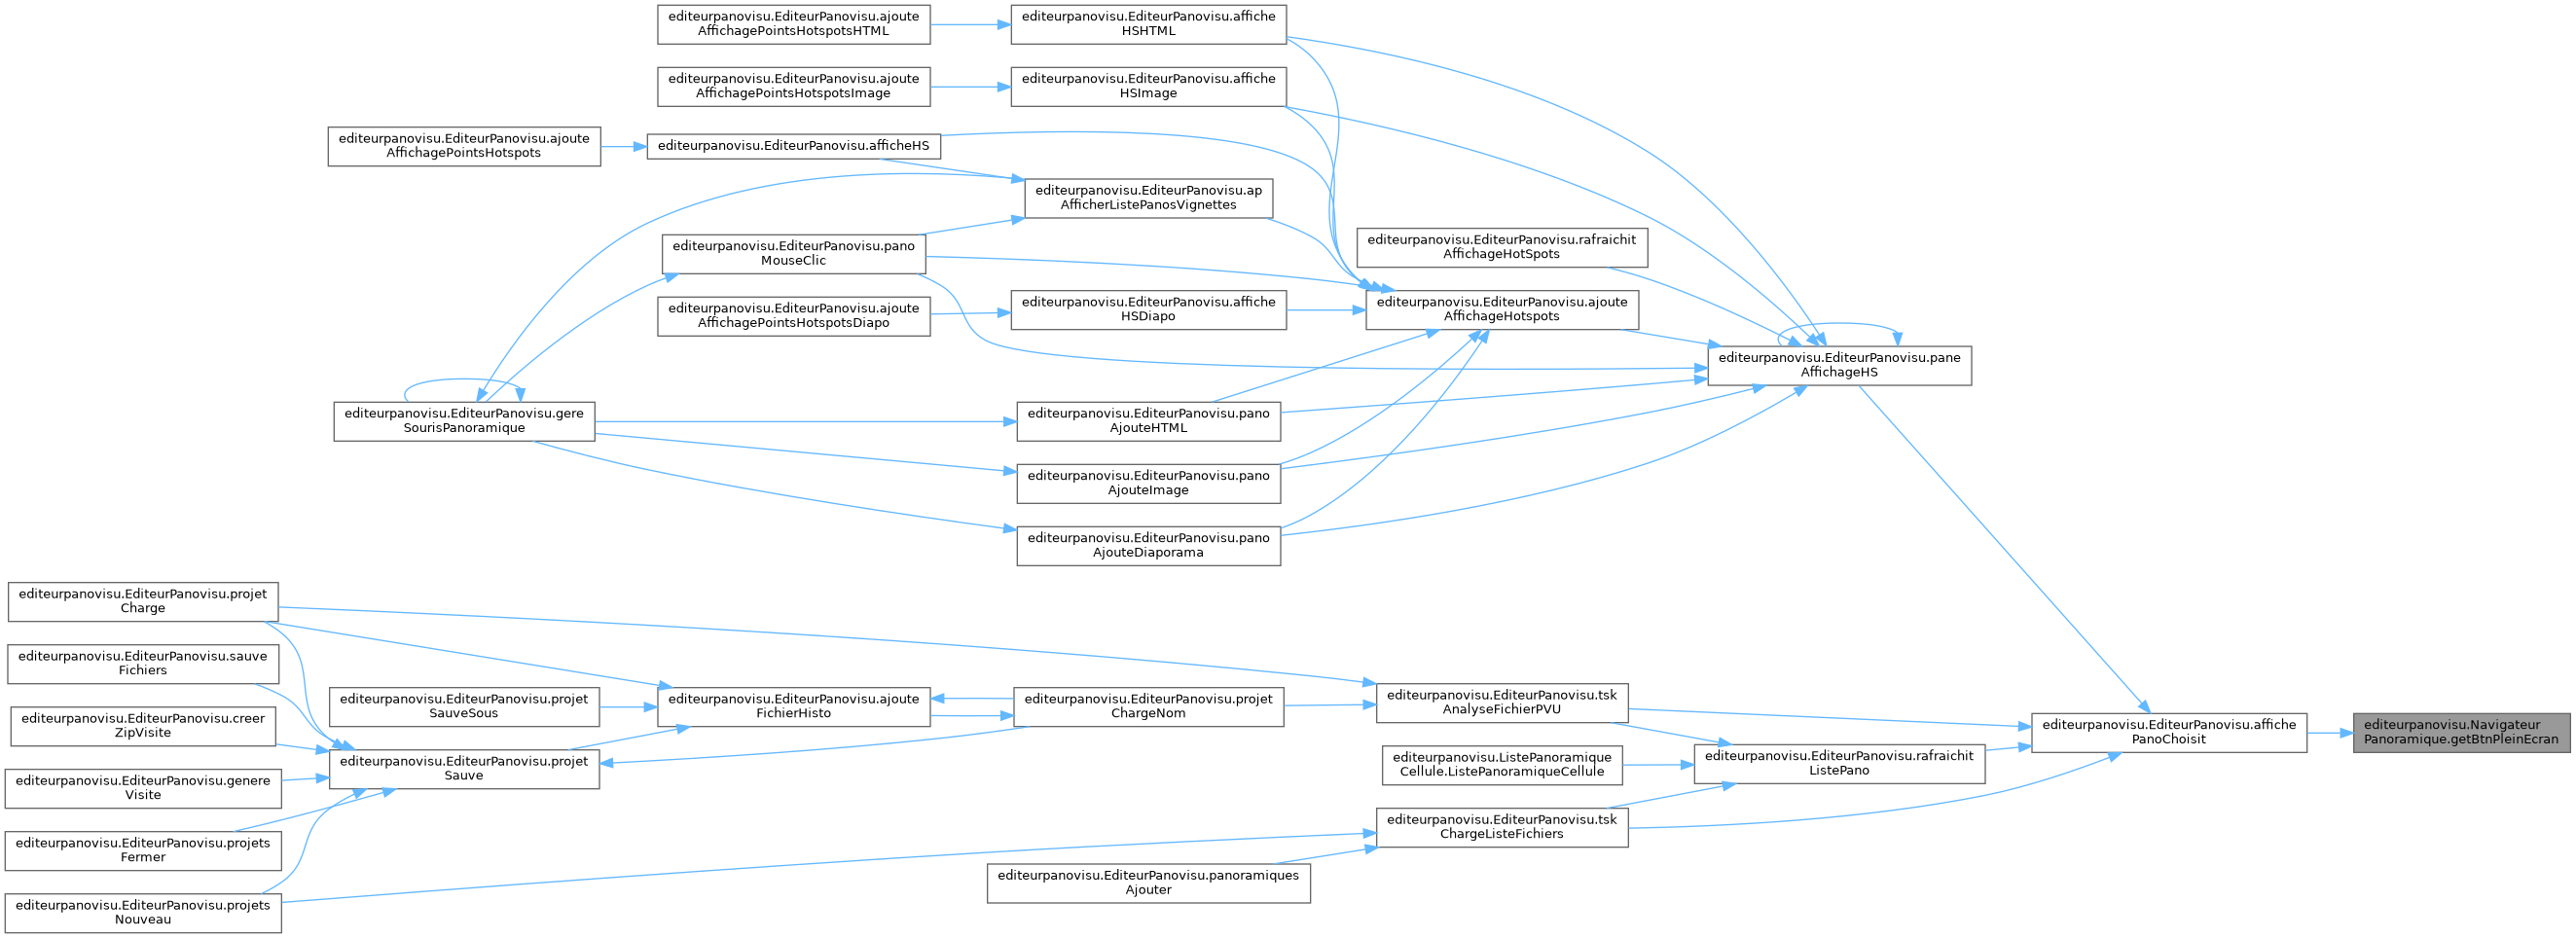 editeurpanovisu.EditeurPanovisu.ajoute
AffichagePointsHotspotsHTML
editeurpanovisu.EditeurPanovisu.affiche
HSHTML
editeurpanovisu.EditeurPanovisu.ajoute
AffichagePointsHotspotsImage
editeurpanovisu.EditeurPanovisu.affiche
HSImage
editeurpanovisu.EditeurPanovisu.ajoute
AffichagePointsHotspots
editeurpanovisu.EditeurPanovisu.afficheHS
editeurpanovisu.EditeurPanovisu.ap
AfficherListePanosVignettes
editeurpanovisu.EditeurPanovisu.pano
MouseClic
editeurpanovisu.EditeurPanovisu.rafraichit
AffichageHotSpots
editeurpanovisu.EditeurPanovisu.ajoute
AffichagePointsHotspotsDiapo
editeurpanovisu.EditeurPanovisu.affiche
HSDiapo
editeurpanovisu.EditeurPanovisu.ajoute
AffichageHotspots
editeurpanovisu.EditeurPanovisu.pane
AffichageHS
editeurpanovisu.EditeurPanovisu.gere
SourisPanoramique
editeurpanovisu.EditeurPanovisu.pano
AjouteHTML
editeurpanovisu.EditeurPanovisu.pano
AjouteImage
editeurpanovisu.EditeurPanovisu.pano
AjouteDiaporama
editeurpanovisu.EditeurPanovisu.projet
Charge
editeurpanovisu.EditeurPanovisu.sauve
Fichiers
editeurpanovisu.EditeurPanovisu.projet
SauveSous
editeurpanovisu.EditeurPanovisu.ajoute
FichierHisto
editeurpanovisu.EditeurPanovisu.projet
ChargeNom
editeurpanovisu.EditeurPanovisu.tsk
AnalyseFichierPVU
editeurpanovisu.EditeurPanovisu.creer
ZipVisite
editeurpanovisu.EditeurPanovisu.affiche
PanoChoisit
editeurpanovisu.Navigateur
Panoramique.getBtnPleinEcran
editeurpanovisu.EditeurPanovisu.projet
Sauve
editeurpanovisu.ListePanoramique
Cellule.ListePanoramiqueCellule
editeurpanovisu.EditeurPanovisu.rafraichit
ListePano
editeurpanovisu.EditeurPanovisu.genere
Visite
editeurpanovisu.EditeurPanovisu.tsk
ChargeListeFichiers
editeurpanovisu.EditeurPanovisu.projets
Fermer
editeurpanovisu.EditeurPanovisu.panoramiques
Ajouter
editeurpanovisu.EditeurPanovisu.projets
Nouveau